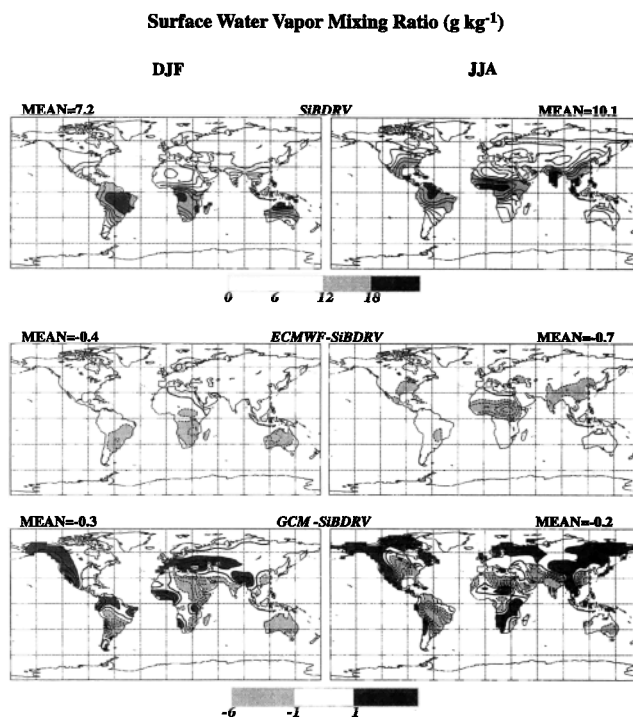 Surface Water Vapor Mixing Ratio (g kg-1)
DJF JJA
MEAN=7.2 SiBDRV MEAN=10.1
0 6 12 18
MEAN=-0.4 ECMWF-SiBDRV MEAN=-0.7
MEAN=-0.3 GCM -SiBDRV MEAN=-0.2
-6 -1 1